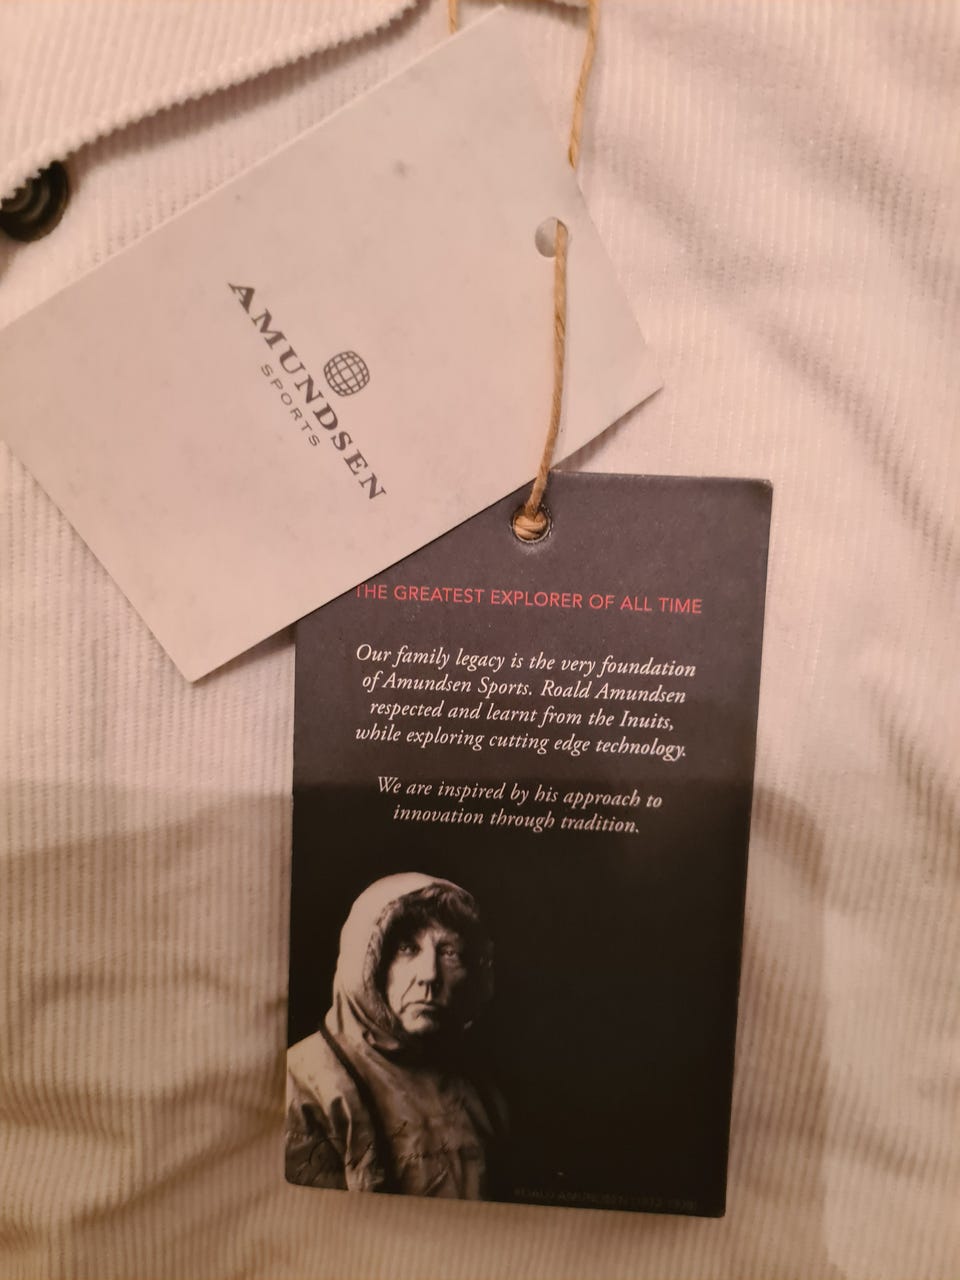 AMUNDSEN
SPORTS
THE GREATEST EXPLORER OF ALL TIME
Our family legacy is the very foundation
of Amundsen Sports. Roald Amundsen
respected and learnt from the Inuits,
while exploring cutting edge technology.
We are inspired by his approach to
innovation through tradition.
ROALD AMUNDSEN